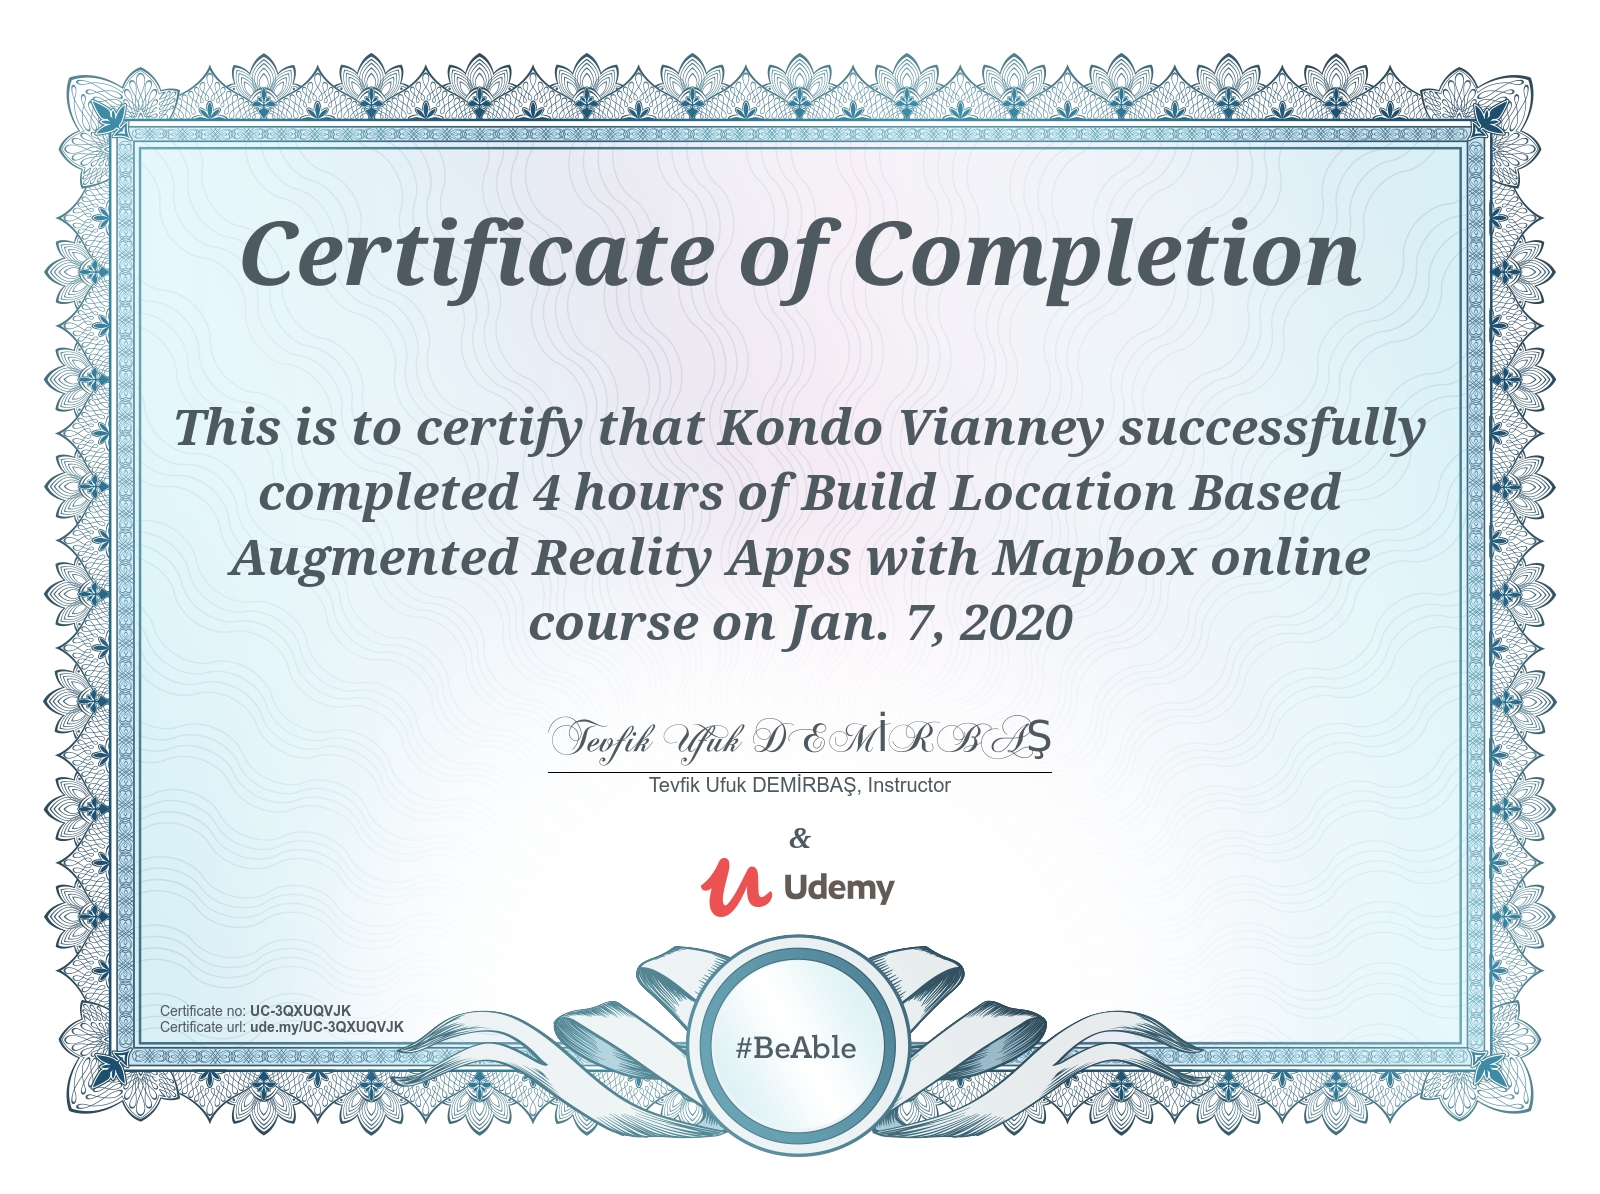 Certificate of Completion
This is to certify that Kondo Vianney successfully
completed 4 hours of Build Location Based
Augmented Reality Apps with Mapbox online
course on Jan. 7, 2020
Tevfik Ufuk DEMİRBAŞ
Tevfik Ufuk DEMİRBAŞ, Instructor
&
Udemy
Certificate no: UC-3QXUQVJK
Certificate url: ude.my/UC-3QXUQVJK
#BeAble